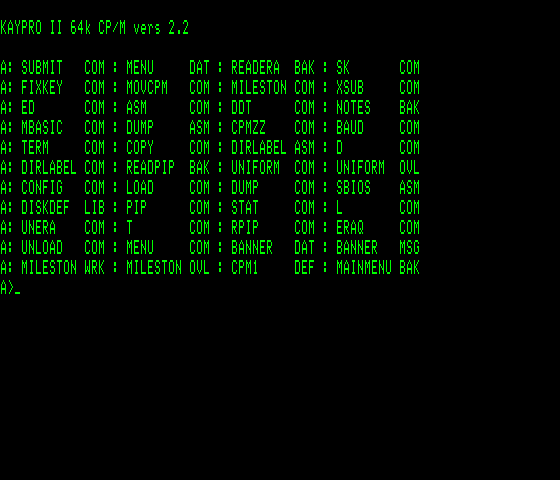 KAYPRO II 64k CP/M vers 2.2
A: SUBMIT   COM : MENU     DAT : READERA  BAK : SK       COM
A: FIXKEY   COM : MOVCPM   COM : MILESTON COM : XSUB     COM
A: ED       COM : ASM      COM : DDT      COM : NOTES    BAK
A: MBASIC   COM : DUMP     ASM : CPMZZ    COM : BAUD     COM
A: TERM     COM : COPY     COM : DIRLABEL ASM : D        COM
A: DIRLABEL COM : READPIP  BAK : UNIFORM  COM : UNIFORM  OVL
A: CONFIG   COM : LOAD     COM : DUMP     COM : SBIOS    ASM
A: DISKDEF  LIB : PIP      COM : STAT     COM : L        COM
A: UNERA    COM : T        COM : RPIP     COM : ERAQ     COM
A: UNLOAD   COM : MENU     COM : BANNER   DAT : BANNER   MSG
A: MILESTON WRK : MILESTON OVL : CPM1     DEF : MAINMENU BAK
A>_